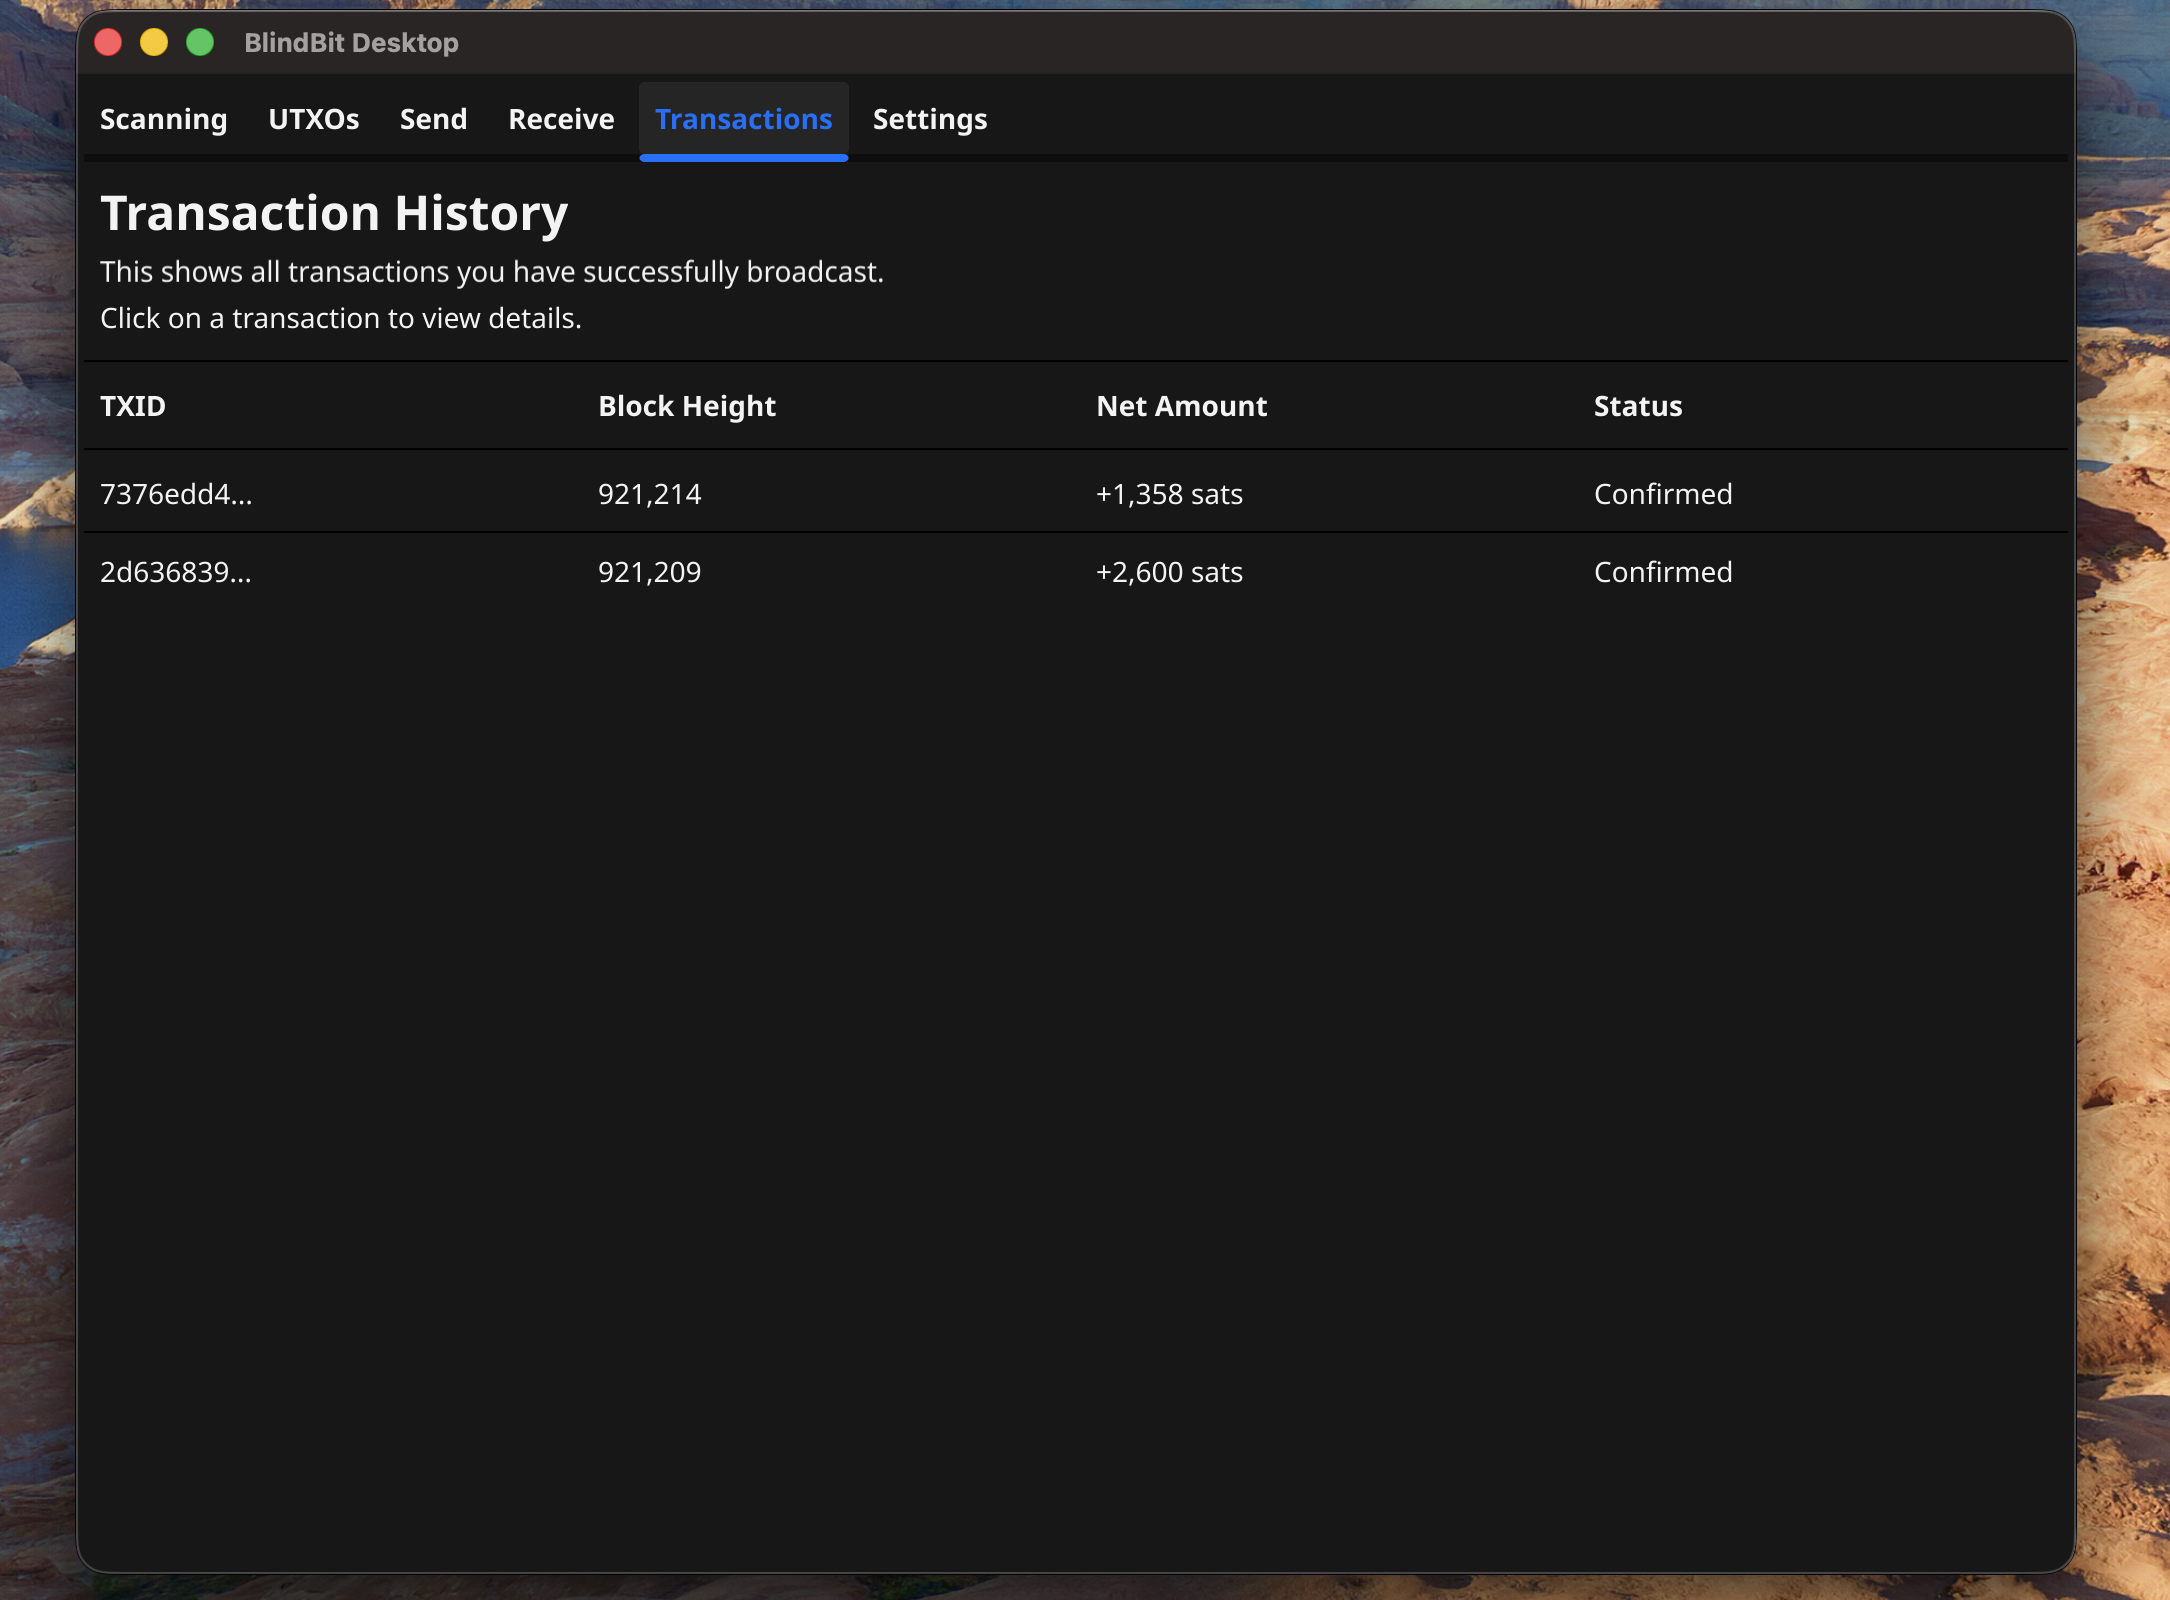 BlindBit Desktop
Scanning UTXOs Send Receive Transactions Settings
Transaction History
This shows all transactions you have successfully broadcast.
Click on a transaction to view details.
TXID Block Height Net Amount Status
7376edd4... 921,214 +1,358 sats Confirmed
2d636839... 921,209 +2,600 sats Confirmed